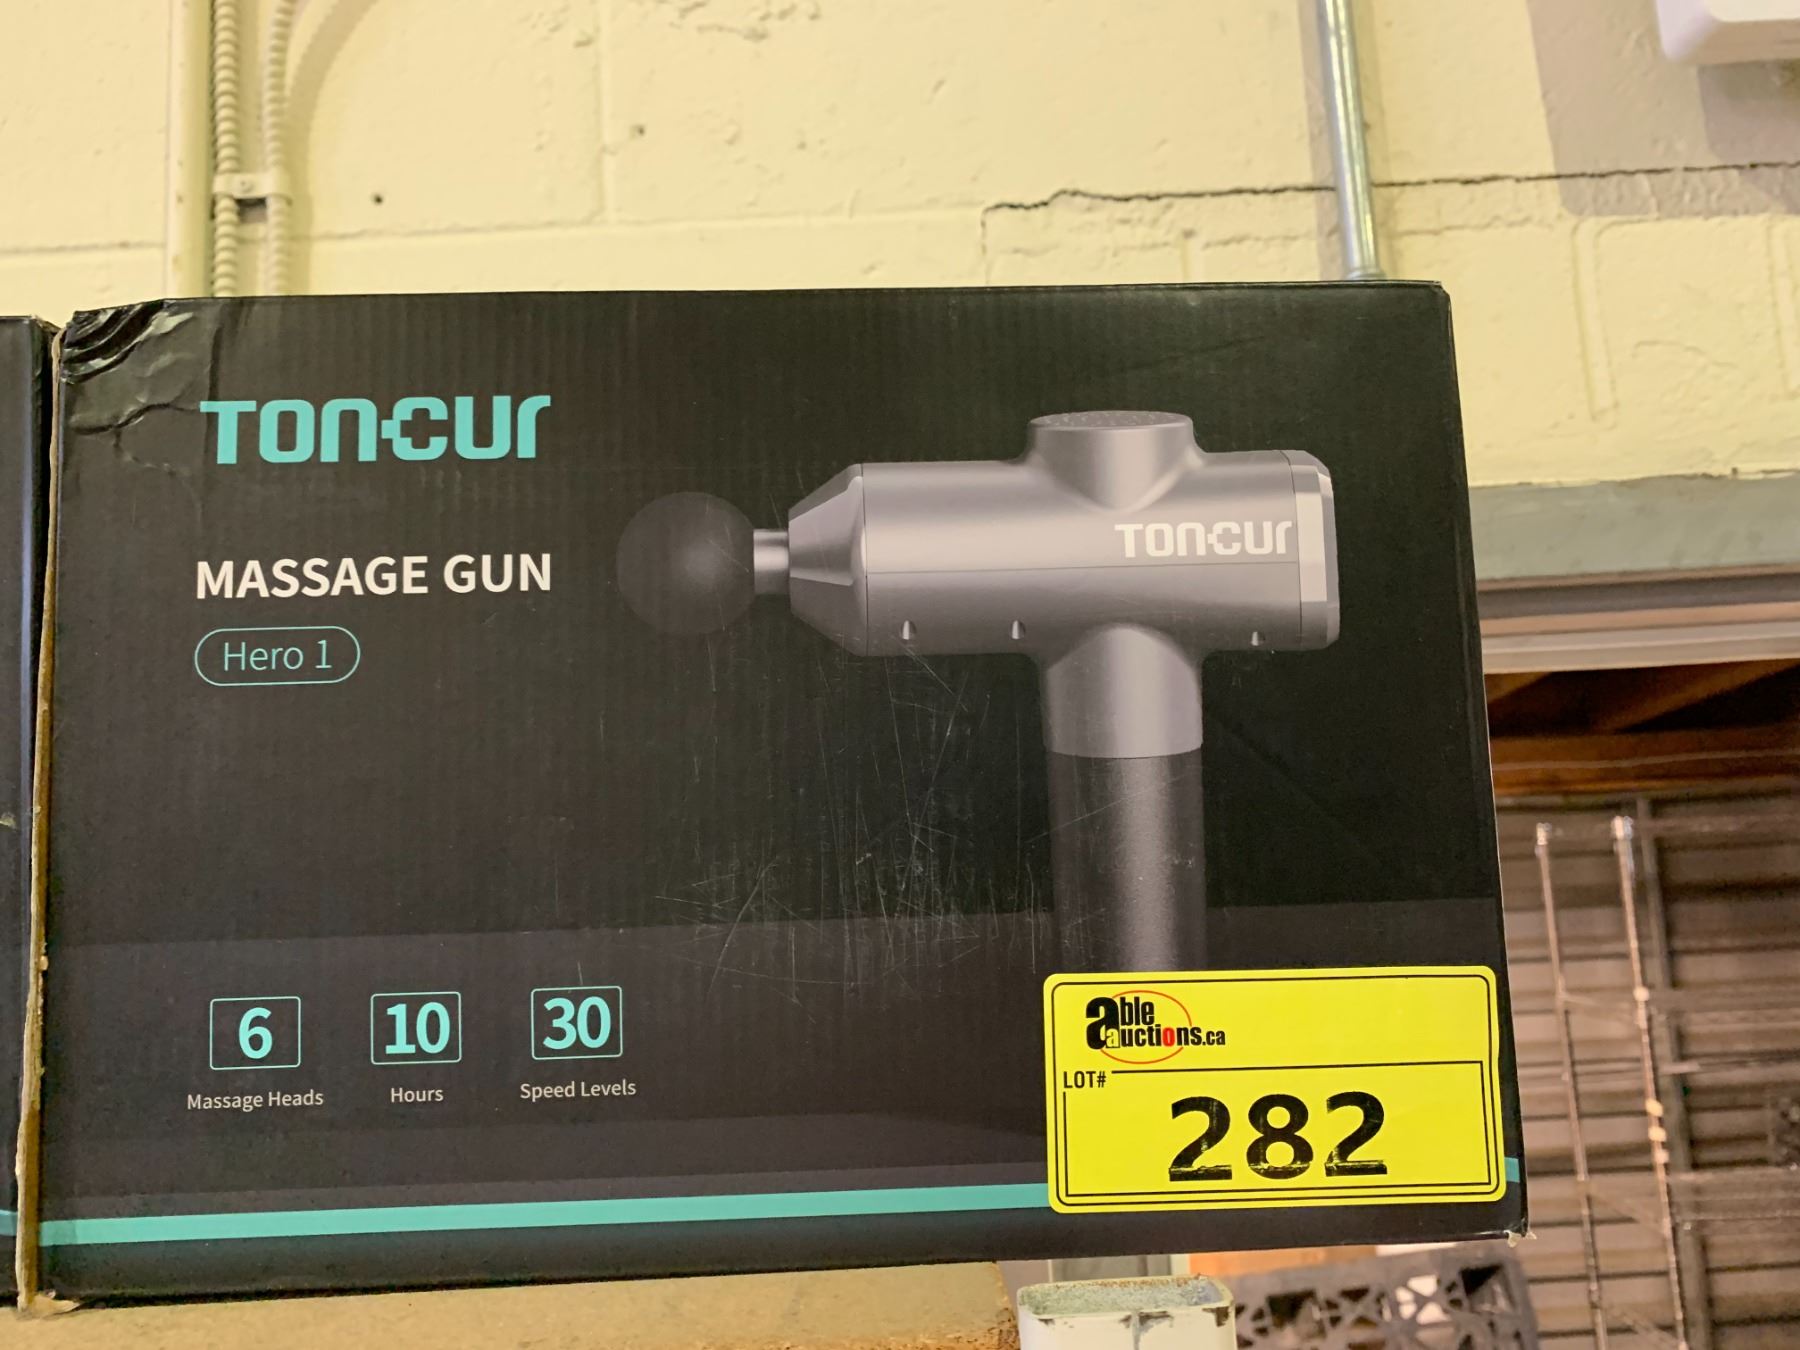 TONCUR
MASSAGE GUN
Hero 1
TONCUR
6
Massage Heads
10
Hours
30
Speed Levels
able
auctions.ca
LOT#
282